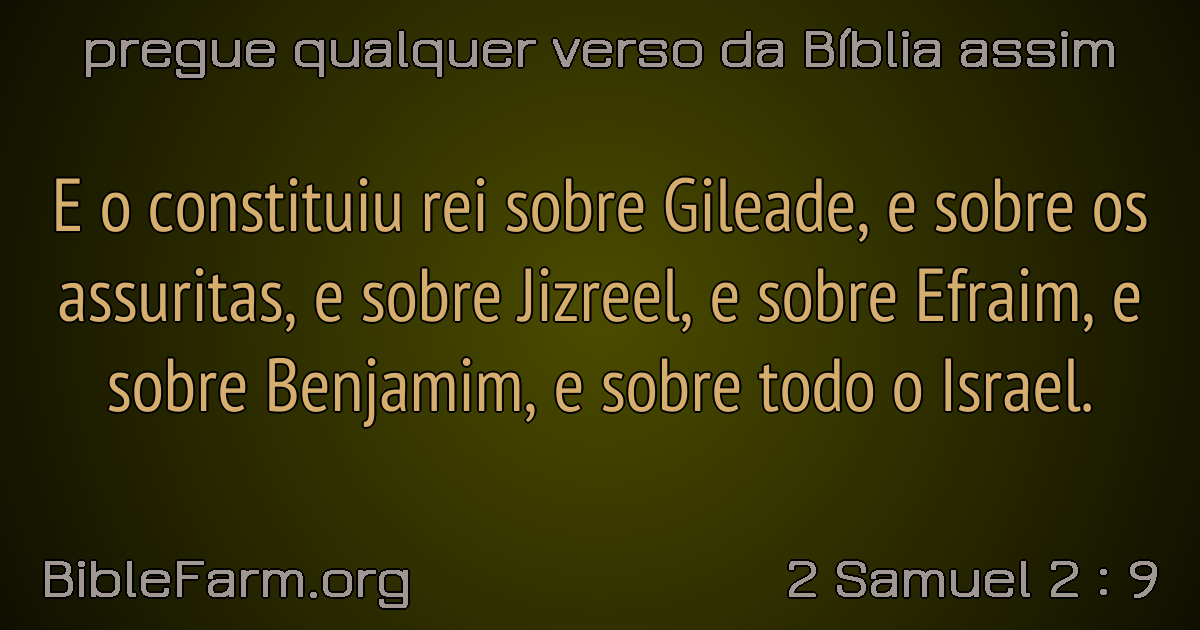 pregue qualquer verso da Bíblia assim
E o constituiu rei sobre Gileade, e sobre os
assuritas, e sobre Jizreel, e sobre Efraim, e
sobre Benjamim, e sobre todo o Israel.
BibleFarm.org
2 Samuel 2 : 9